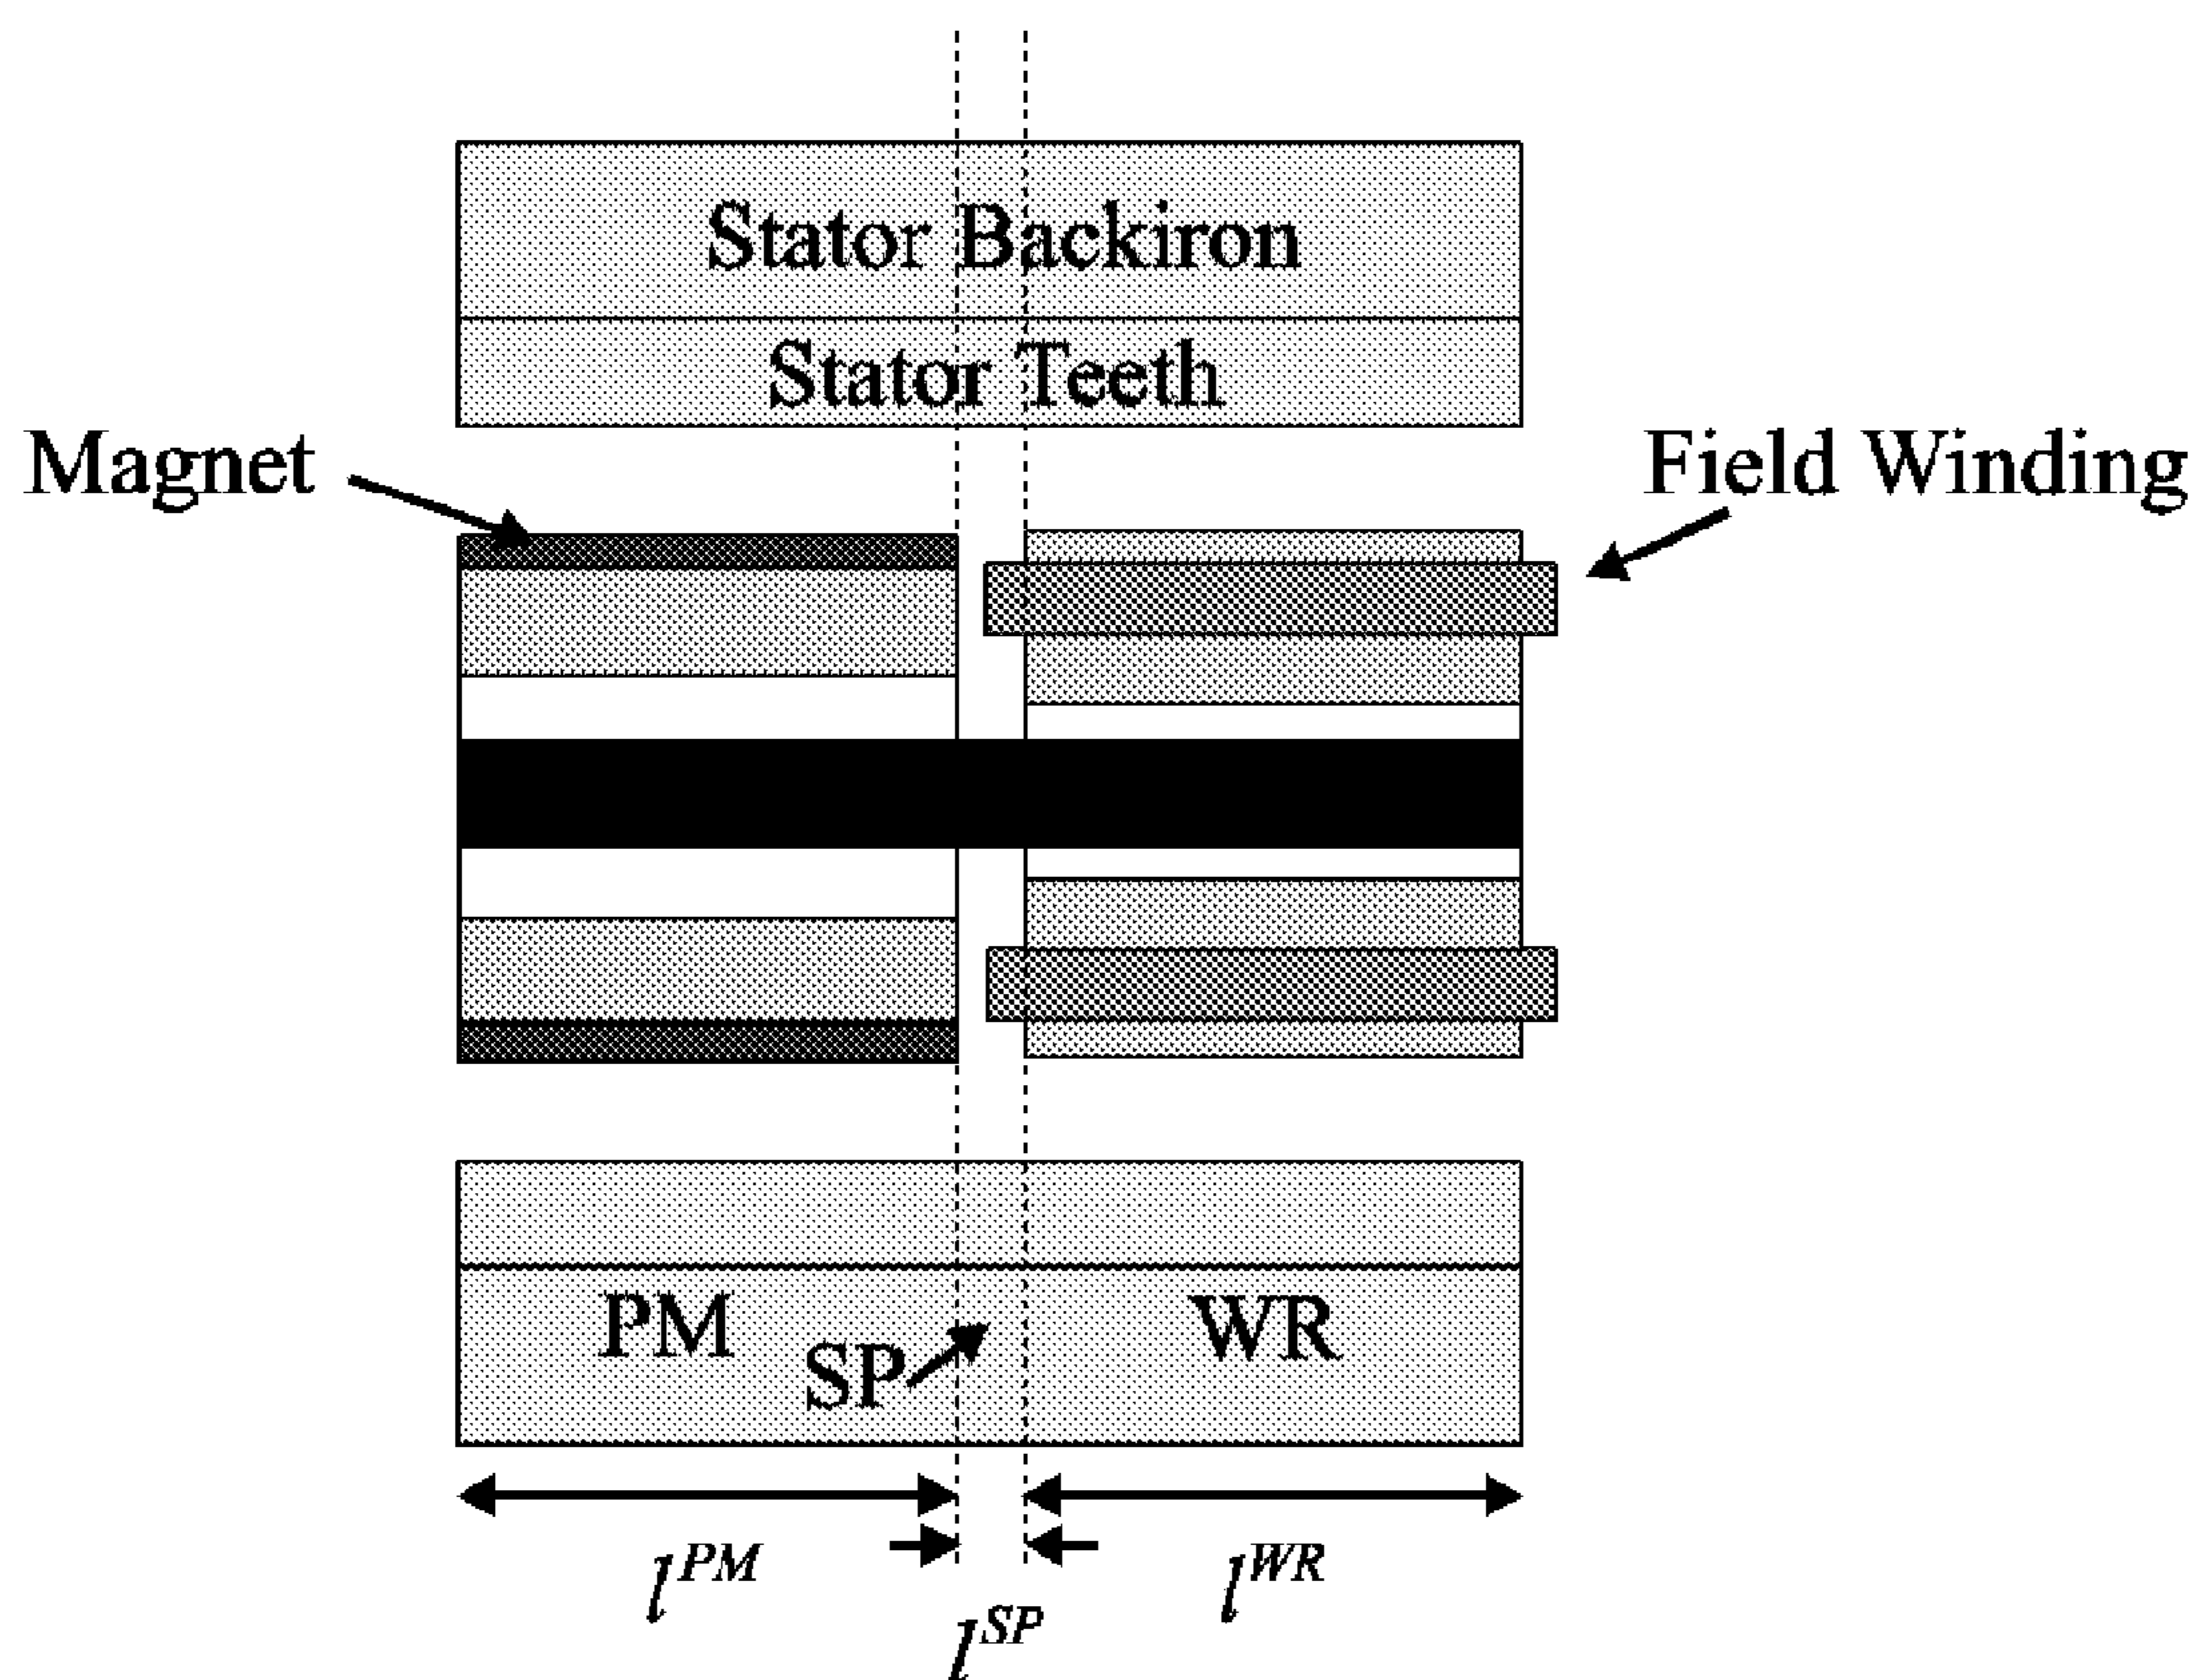 Stator Backiron
Stator Teeth
Magnet
Field Winding
PM
SP
WR
l^{PM}
l^{SP}
l^{WR}